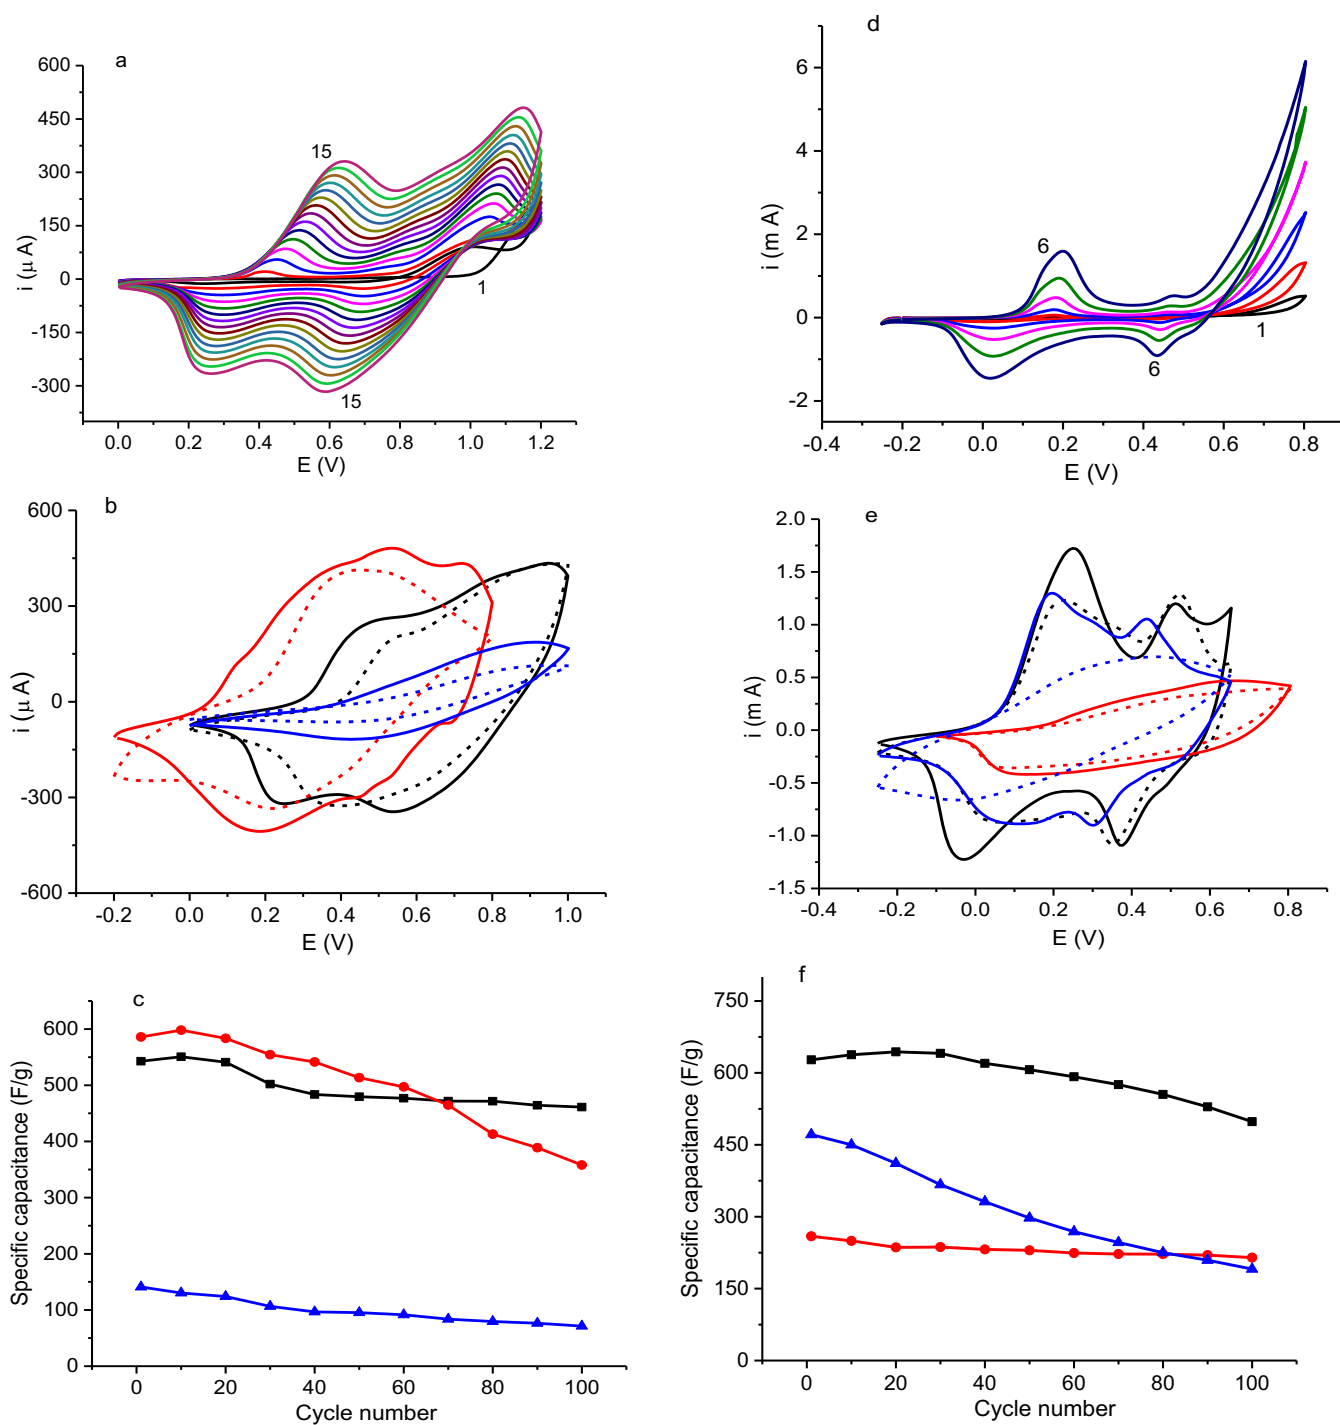 a
600
450
300
150
0
-150
-300
i (μ A)
15
1
15
0.0 0.2 0.4 0.6 0.8 1.0 1.2
E (V)
d
6
4
2
0
-2
i (m A)
6
1
6
-0.4 -0.2 0.0 0.2 0.4 0.6 0.8
E (V)
b
600
300
0
-300
-600
i (μ A)
-0.2 0.0 0.2 0.4 0.6 0.8 1.0
E (V)
e
2.0
1.5
1.0
0.5
0.0
-0.5
-1.0
-1.5
i (m A)
-0.4 -0.2 0.0 0.2 0.4 0.6 0.8
E (V)
c
600
500
400
300
200
100
0
Specific capacitance (F/g)
0 20 40 60 80 100
Cycle number
f
750
600
450
300
150
0
Specific capacitance (F/g)
0 20 40 60 80 100
Cycle number